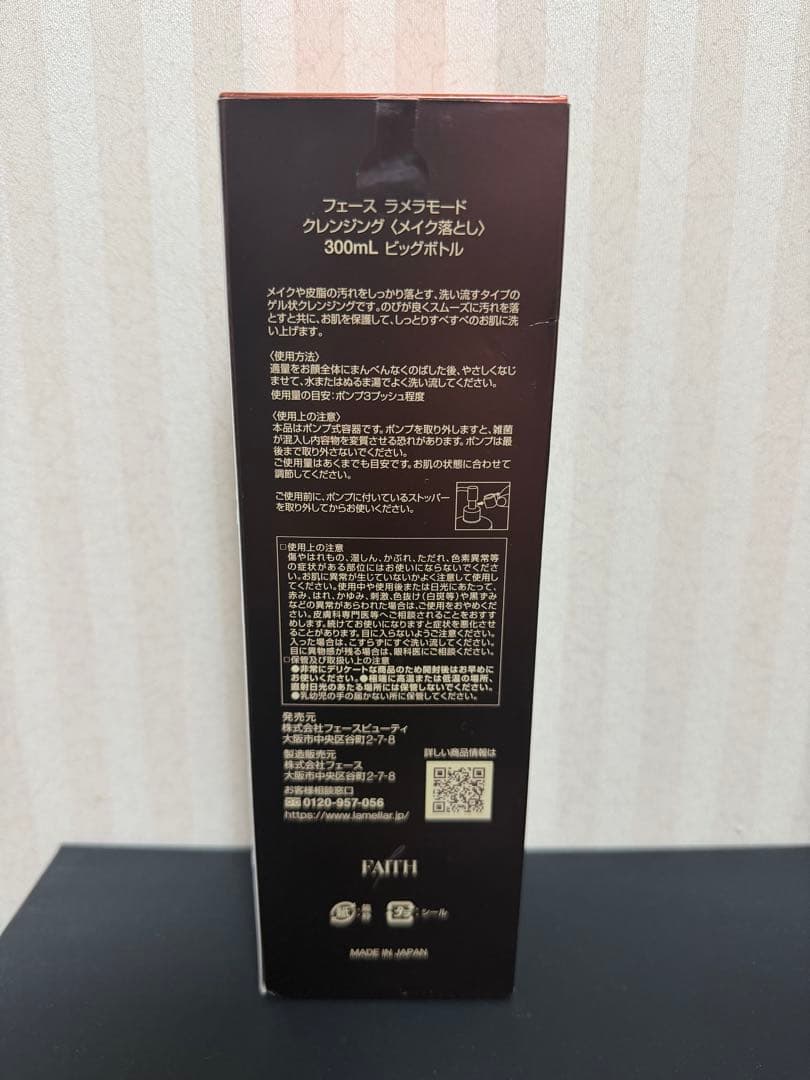 フェース ラメラモード
クレンジング〈メイク落とし〉
300mL ビッグボトル
メイクや皮脂の汚れをしっかり落とす、洗い流すタイプの
ゲル状クレンジングです。のびが良くスムーズに汚れを落
とすと共に、お肌を保護して、しっとりすべすべのお肌に洗
い上げます。
〈使用方法〉
適量をお顔全体にまんべんなくのばした後、やさしくなじ
ませて、水またはぬるま湯でよく洗い流してください。
使用量の目安:ポンプ3プッシュ程度
〈使用上の注意〉
本品はポンプ式容器です。ポンプを取り外しますと、雑菌
が混入し内容物を変質させる恐れがあります。ポンプは最
後まで取り外さないでください。
ご使用量はあくまでも目安です。お肌の状態に合わせて
調節してください。
ご使用前に、ポンプに付いているストッパー
を取り外してからお使いください。
□使用上の注意
傷やはれもの、湿しん、かぶれ、ただれ、色素異常等
の症状がある部位にはお使いにならないでくださ
い。お肌に異常が生じていないかよく注意して使用し
てください。使用中や使用後または日光にあたって、
赤み、はれ、かゆみ、刺激、色抜け(白斑等)や黒ずみ
などの異常があらわれた場合は、ご使用をおやめくだ
さい。皮膚科専門医等へご相談されることをおすす
めします。続けてお使いになりますと症状を悪化させ
ることがあります。目に入らないようご注意ください。
入った場合は、こすらずにすぐ洗い流してください。
目に異物感が残る場合は、眼科医にご相談ください。
□保管及び取扱い上の注意
●非常にデリケートな商品のため開封後はお早めに
お使いください。●極端に高温または低温の場所、
直射日光のあたる場所には保管しないでください。
●乳幼児の手の届かない所に保管してください。
発売元
株式会社フェースビューティ
大阪市中央区谷町2-7-8
製造販売元
株式会社フェース
大阪市中央区谷町2-7-8
詳しい商品情報は
お客様相談窓口
0120-957-056
https://www.lamellar.jp/
FAITH
紙:箱
プラ:シール
MADE IN JAPAN